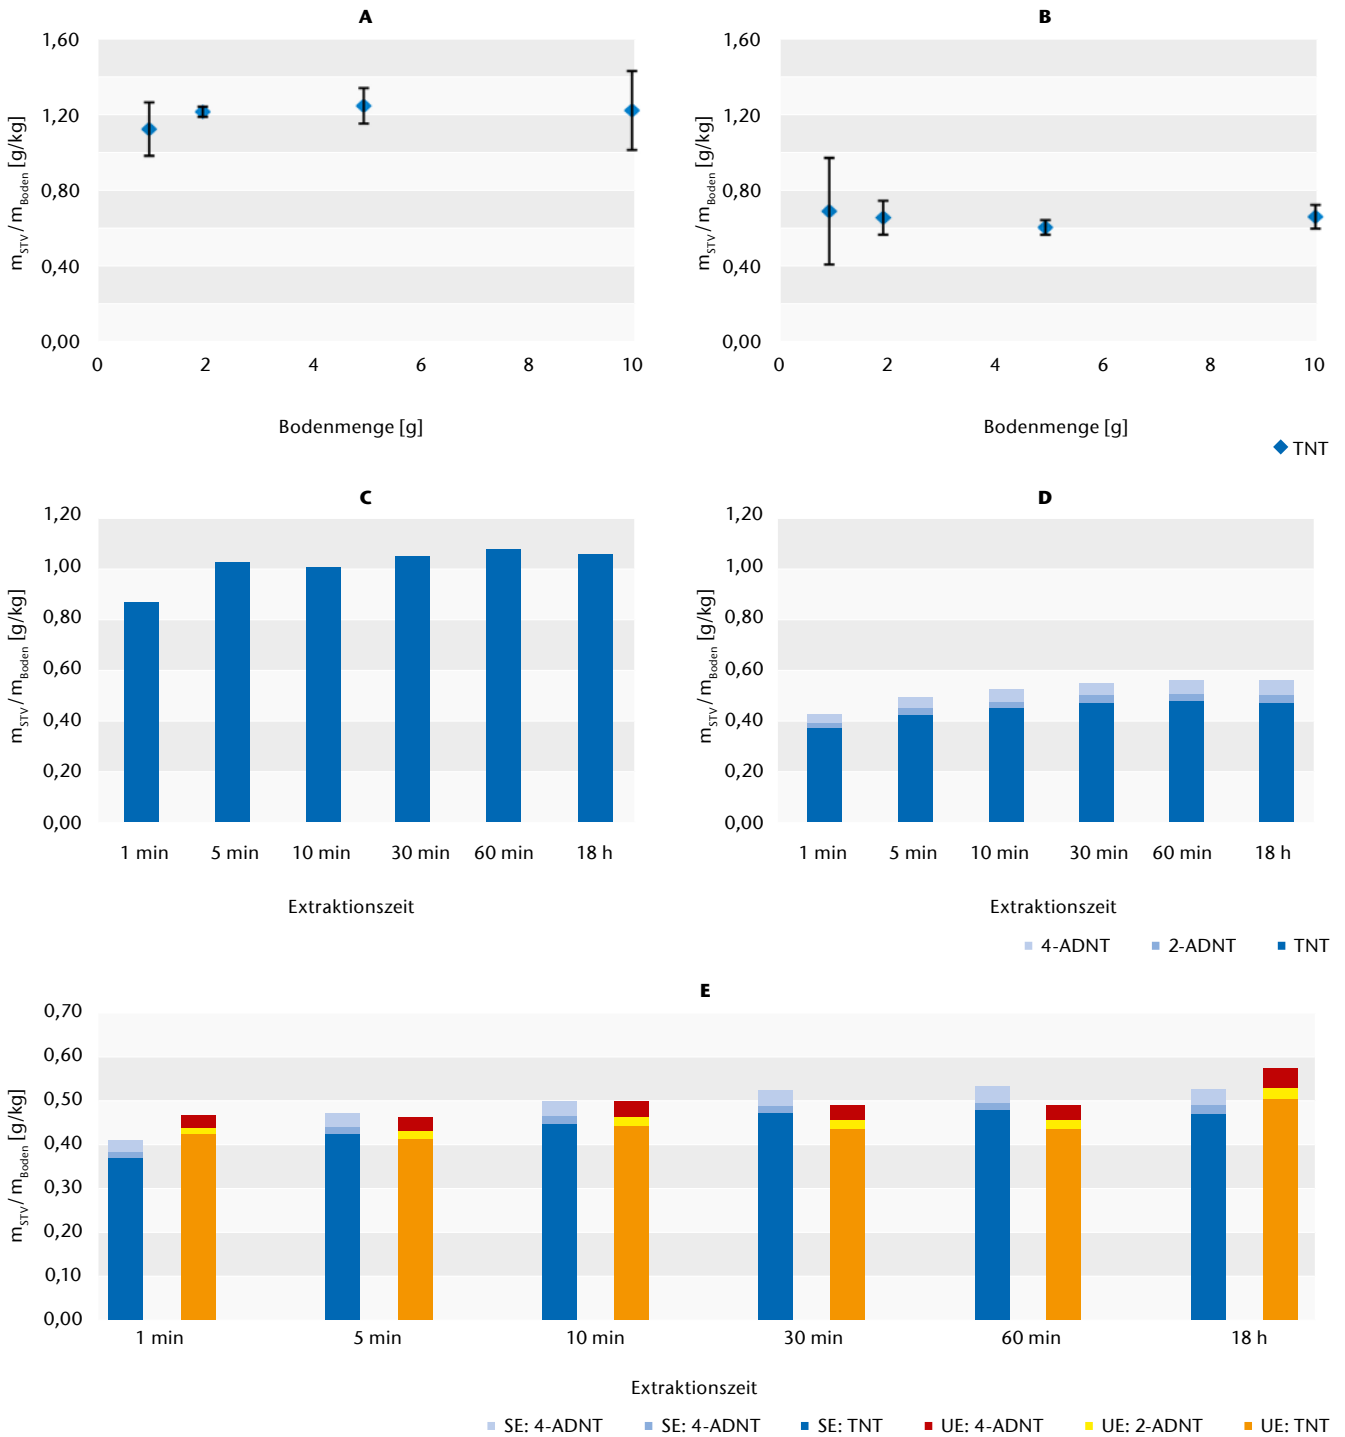 A
1,60
1,20
0,80
0,40
0,00
m_STV/m_Boden [g/kg]
0 2 4 6 8 10
Bodenmenge [g]
B
1,60
1,20
0,80
0,40
0,00
m_STV/m_Boden [g/kg]
0 2 4 6 8 10
Bodenmenge [g]
TNT
C
1,20
1,00
0,80
0,60
0,40
0,20
0,00
m_STV/m_Boden [g/kg]
1 min 5 min 10 min 30 min 60 min 18 h
Extraktionszeit
D
1,20
1,00
0,80
0,60
0,40
0,20
0,00
m_STV/m_Boden [g/kg]
1 min 5 min 10 min 30 min 60 min 18 h
Extraktionszeit
4-ADNT 2-ADNT TNT
E
0,70
0,60
0,50
0,40
0,30
0,20
0,10
0,00
m_STV/m_Boden [g/kg]
1 min 5 min 10 min 30 min 60 min 18 h
Extraktionszeit
SE: 4-ADNT SE: 4-ADNT SE: TNT UE: 4-ADNT UE: 2-ADNT UE: TNT